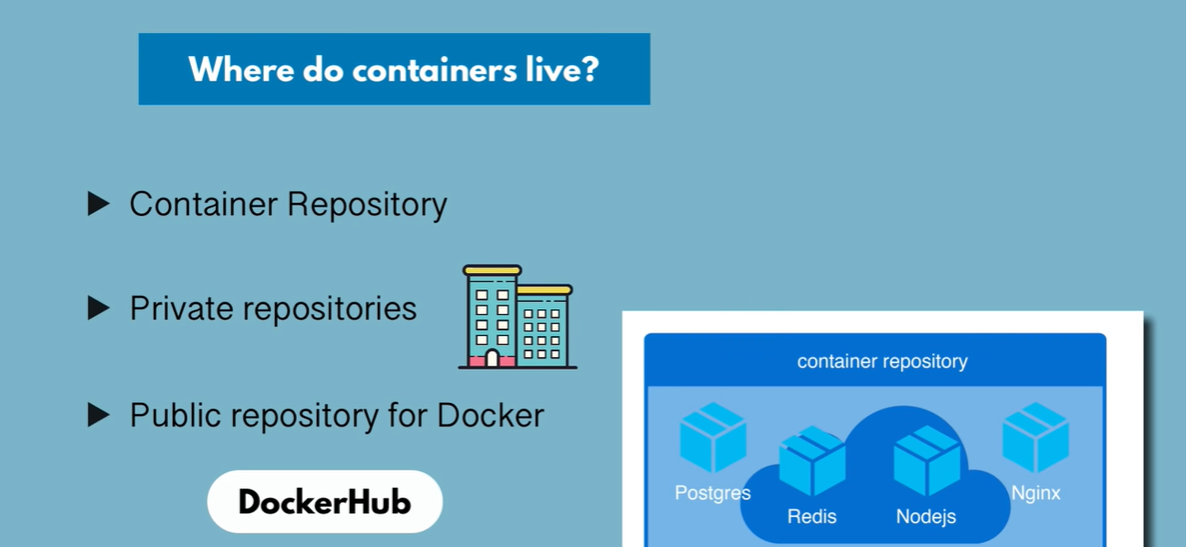 Where do containers live?
Container Repository
Private repositories
Public repository for Docker
DockerHub
container repository
Postgres
Redis
Nodejs
Nginx